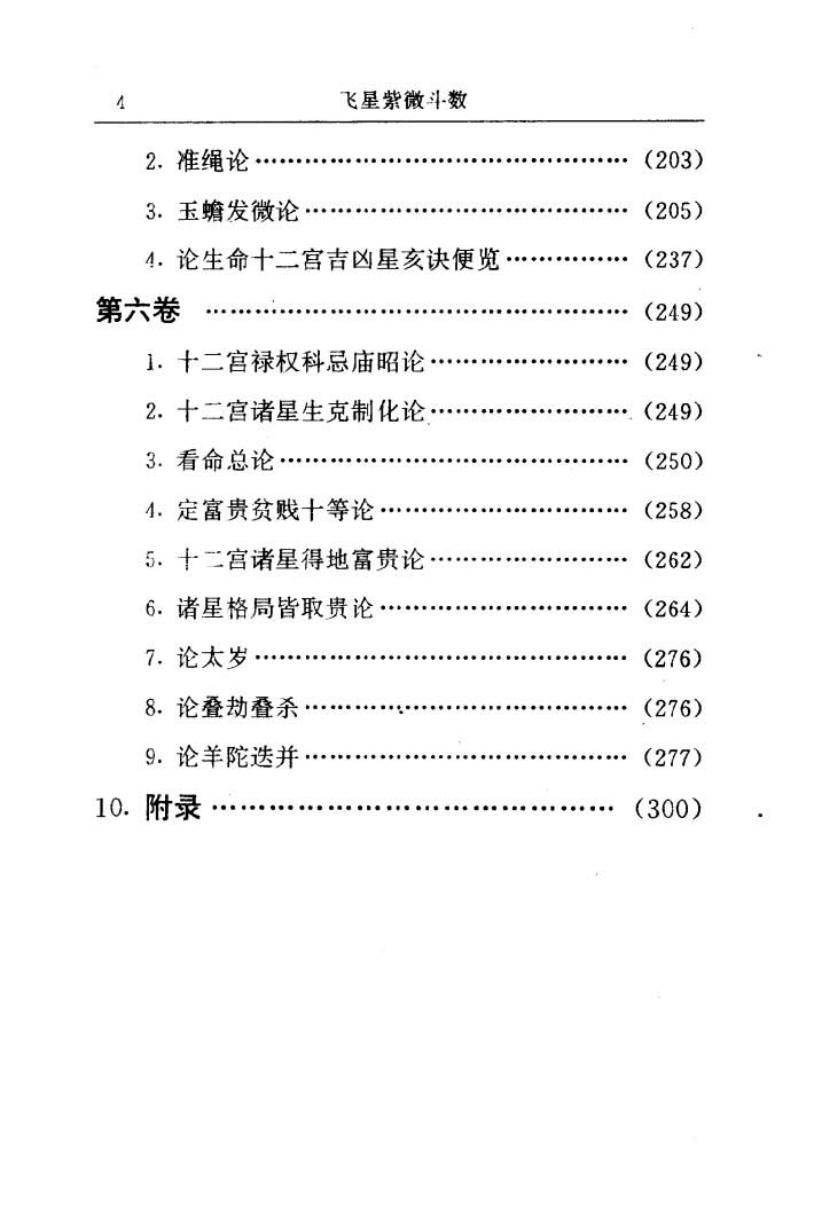 4 飞星紫微斗数
2. 准绳论 ……………………………………… (203)
3. 玉蟾发微论 ………………………………… (205)
4. 论生命十二宫吉凶星亥诀便览 …………… (237)
第六卷 …………………………………………… (249)
1. 十二宫禄权科忌庙昭论 …………………… (249)
2. 十二宫诸星生克制化论 …………………… (249)
3. 看命总论 …………………………………… (250)
4. 定富贵贫贱十等论 ………………………… (258)
5. 十二宫诸星得地富贵论 …………………… (262)
6. 诸星格局皆取贵论 ………………………… (264)
7. 论太岁 ……………………………………… (276)
8. 论叠劫叠杀 ………………………………… (276)
9. 论羊陀迭并 ………………………………… (277)
10. 附录 ………………………………………… (300)